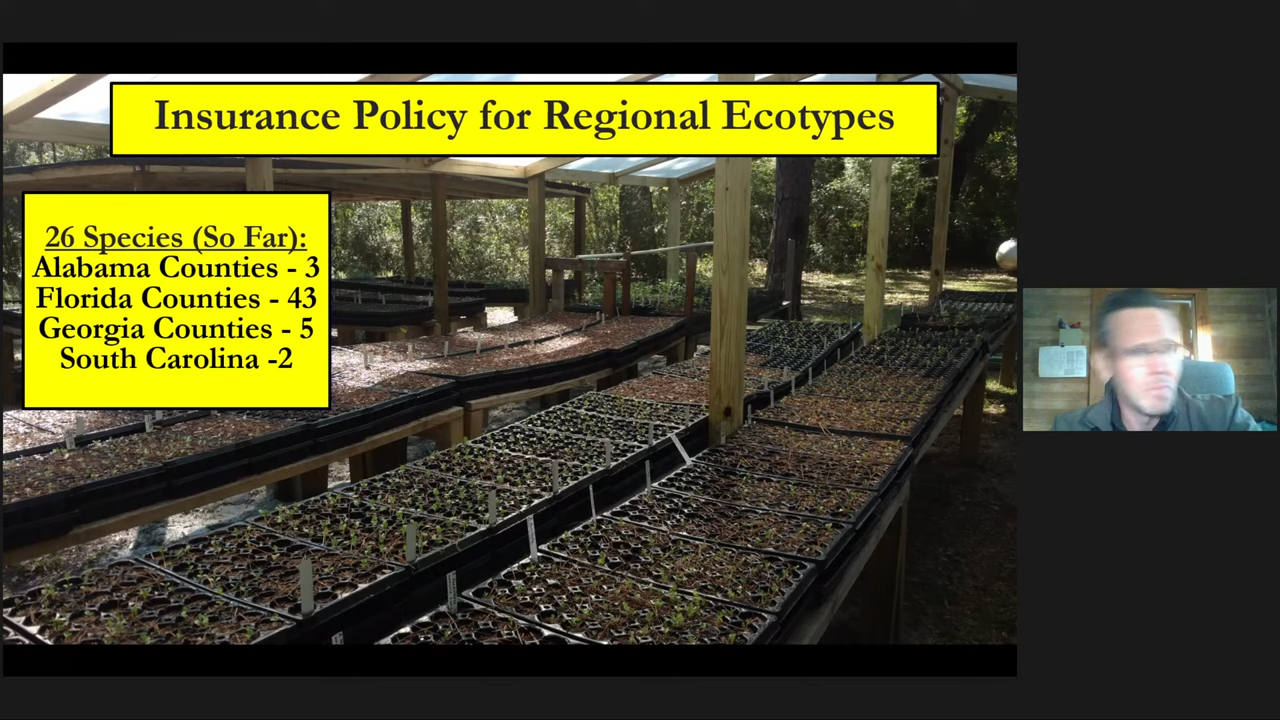 Insurance Policy for Regional Ecotypes
26 Species (So Far):
Alabama Counties - 3
Florida Counties - 43
Georgia Counties - 5
South Carolina -2